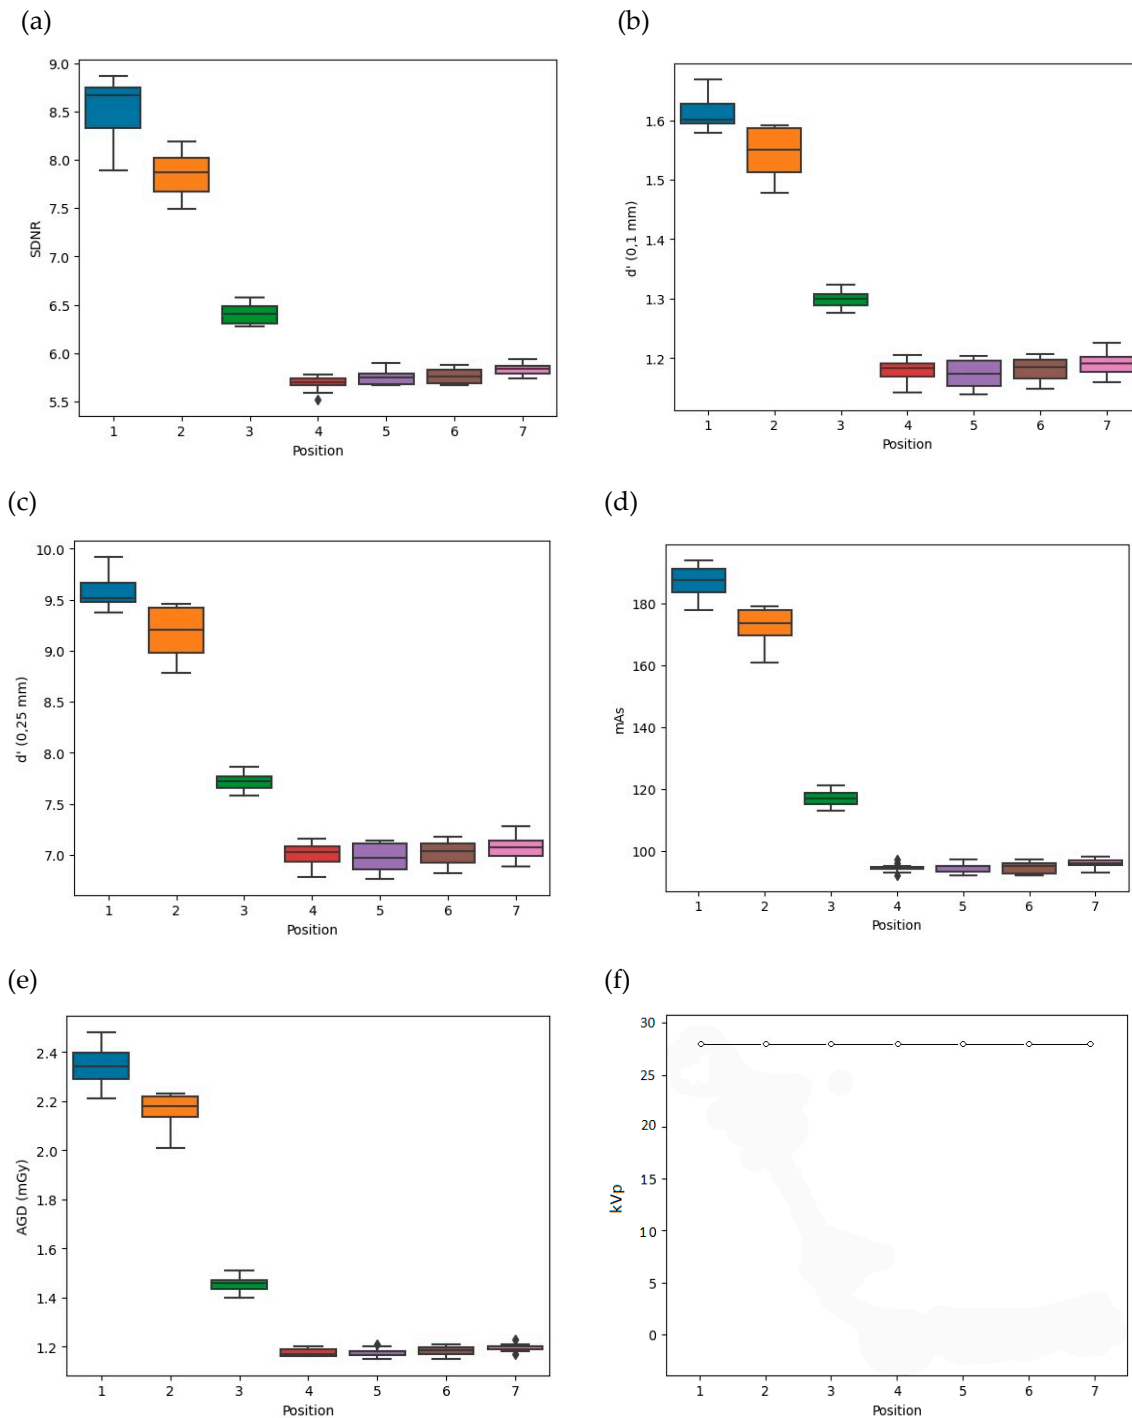 (a)
(b)
9.0
8.5
8.0
7.5
7.0
6.5
6.0
5.5
SDNR
1 2 3 4 5 6 7
Position
1.6
1.5
1.4
1.3
1.2
d' (0,1 mm)
1 2 3 4 5 6 7
Position
(c)
(d)
10.0
9.5
9.0
8.5
8.0
7.5
7.0
d' (0,25 mm)
1 2 3 4 5 6 7
Position
180
160
140
120
100
mAs
1 2 3 4 5 6 7
Position
(e)
(f)
2.4
2.2
2.0
1.8
1.6
1.4
1.2
AGD (mGy)
1 2 3 4 5 6 7
Position
30
25
20
15
10
5
0
kVp
1 2 3 4 5 6 7
Position